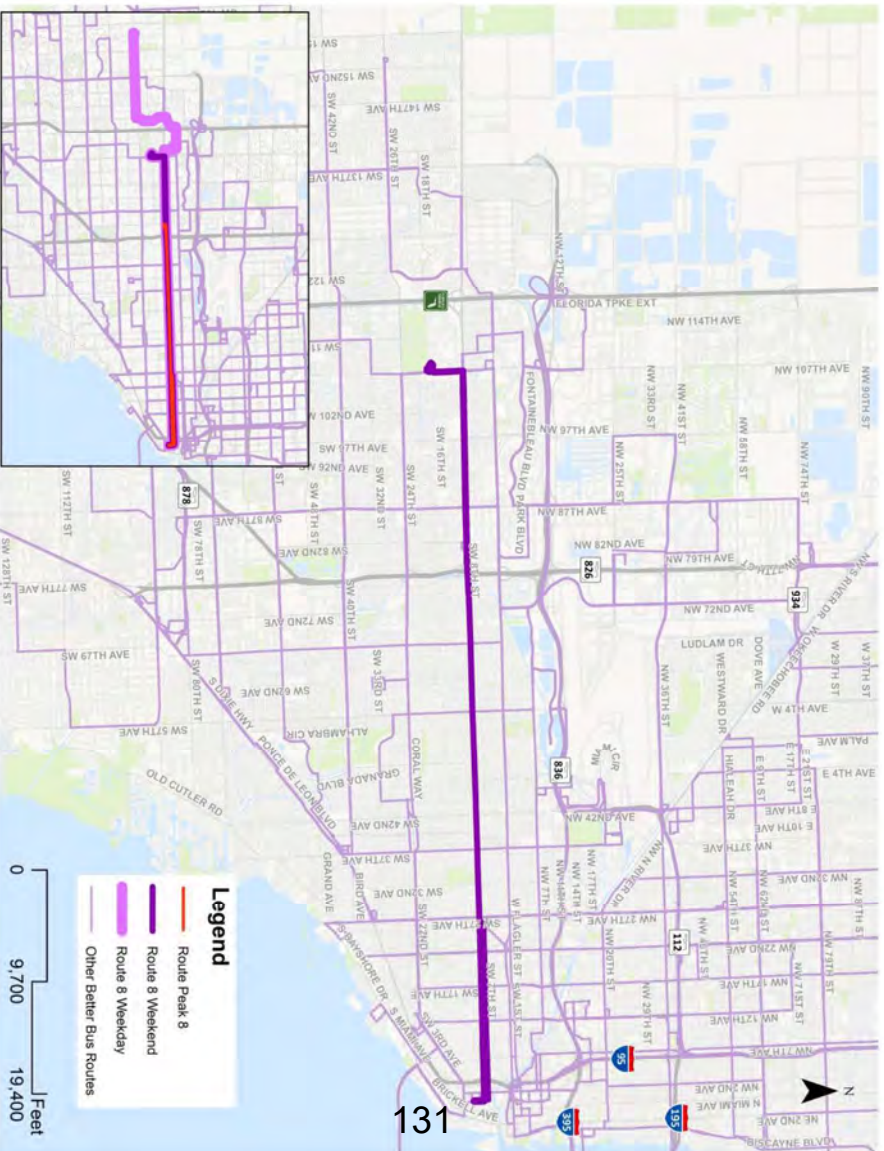 SW 152ND AV
SW 42ND ST
SW 147TH AVE
SW 26TH ST
SW 18TH ST
SW 137TH AVE
NW 12TH ST
FLORIDA TPKE EXT
NW 114TH AVE
NW 107TH AVE
NW 90TH ST
NW 33RD ST
NW 41ST ST
NW 58TH ST
NW 74TH ST
W 102ND AVE
SW 97TH AVE
SW 92ND AVE
SW 16TH ST
SW 24TH ST
SW 32ND ST
FONTAINEBLEAU BLVD
PARK BLVD
NW 97TH AVE
NW 25TH ST
NW 87TH AVE
NW 82ND AVE
NW 79TH AVE
NW 72ND AVE
826
934
NW S RIVER DR
W OKEECHOBEE RD
878
SW 112TH ST
SW 87TH AVE
SW 82ND AVE
SW 78TH ST
SW 8TH ST
SW 40TH ST
SW 128TH ST
SW 77TH AVE
SW 72ND AVE
SW 67TH AVE
SW 80TH ST
SW 62ND AVE
SW 33RD ST
SW 57TH AVE
S DIXIE HWY
PONCE DE LEON BLVD
ALHAMBRA CIR
GRANADA BLVD
CORAL WAY
OLD CUTLER RD
LUDLAM DR
WESTWARD DR
DOVE AVE
W 29TH ST
W 37TH ST
W 4TH AVE
PALM AVE
E 4TH AVE
E 21ST ST
E 17TH ST
E 9TH ST
HIALEAH DR
E 8TH AVE
E 10TH AVE
NW 36TH ST
836
NW 42ND AVE
SW 42ND AVE
SW 37TH AVE
NW 37TH AVE
GRAND AVE
BIRD AVE
SW 32ND AVE
NW 32ND AVE
NW 7TH ST
NW 14TH ST
NW 17TH ST
NW N RIVER DR
NW 54TH ST
NW 62ND ST
SW 27TH AVE
NW 27TH AVE
W FLAGLER ST
SW 1ST ST
SW 7TH ST
SW 22ND ST
NW 20TH ST
112
NW 22ND AVE
NW 79TH ST
NW 71ST ST
NW 17TH AVE
SW 17TH AVE
NW 12TH AVE
NW 29TH ST
S BAYSHORE DR
S MIAMI AVE
SW 3RD AVE
BRICKELL AVE
NW 7TH AVE
95
395
195
NW 2ND AVE
N MIAMI AVE
NE 2ND AVE
BISCAYNE BLVD
N
Legend
Route Peak 8
Route 8 Weekend
Route 8 Weekday
Other Better Bus Routes
0 9,700 19,400
Feet
131